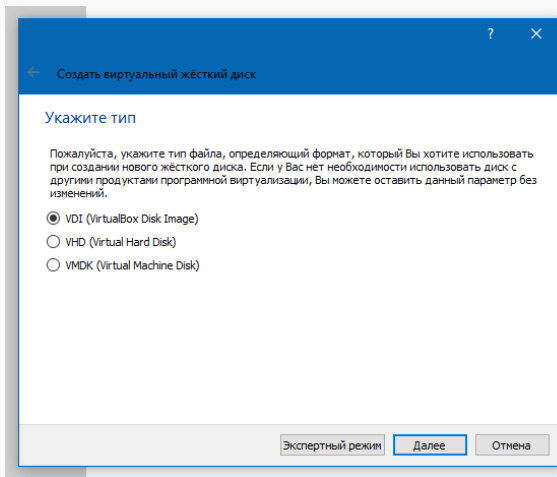 ?
Создать виртуальный жёсткий диск
Укажите тип
Пожалуйста, укажите тип файла, определяющий формат, который Вы хотите использовать
при создании нового жёсткого диска. Если у Вас нет необходимости использовать диск с
другими продуктами программной виртуализации, Вы можете оставить данный параметр без
изменений.
VDI (VirtualBox Disk Image)
VHD (Virtual Hard Disk)
VMDK (Virtual Machine Disk)
Экспертный режим Далее Отмена